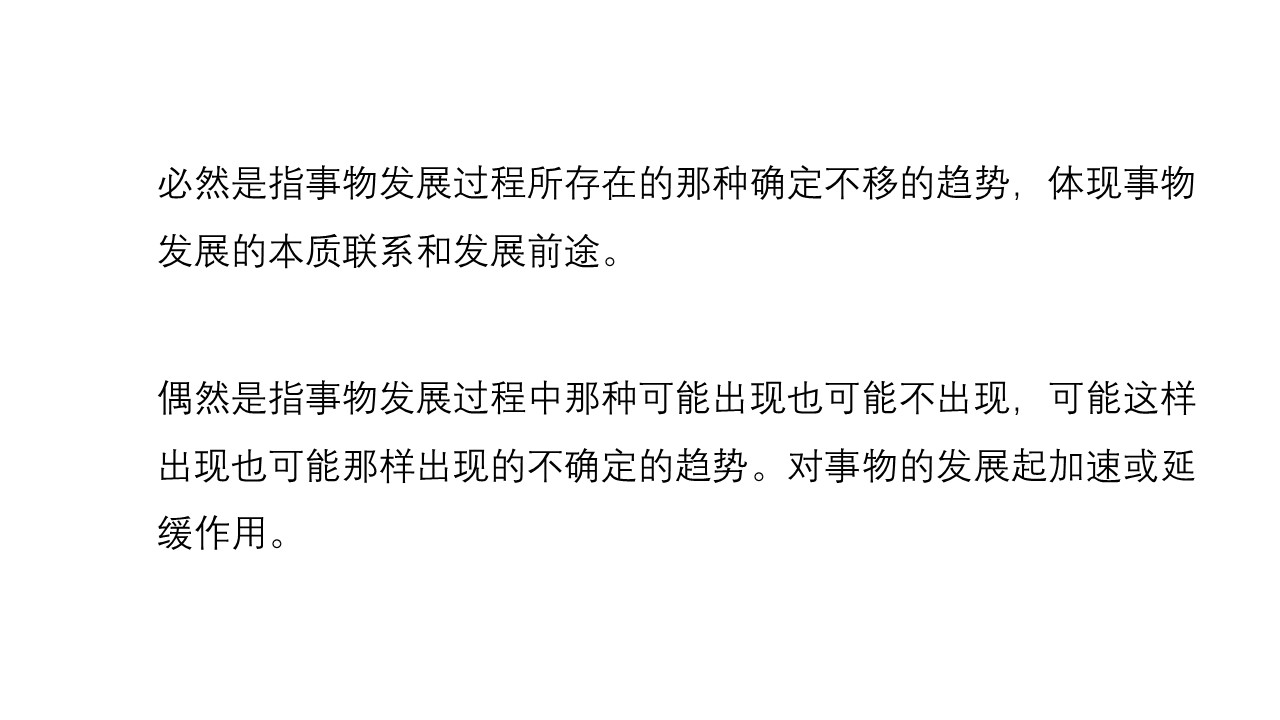 必然是指事物发展过程所存在的那种确定不移的趋势，体现事物
发展的本质联系和发展前途。
偶然是指事物发展过程中那种可能出现也可能不出现，可能这样
出现也可能那样出现的不确定的趋势。对事物的发展起加速或延
缓作用。